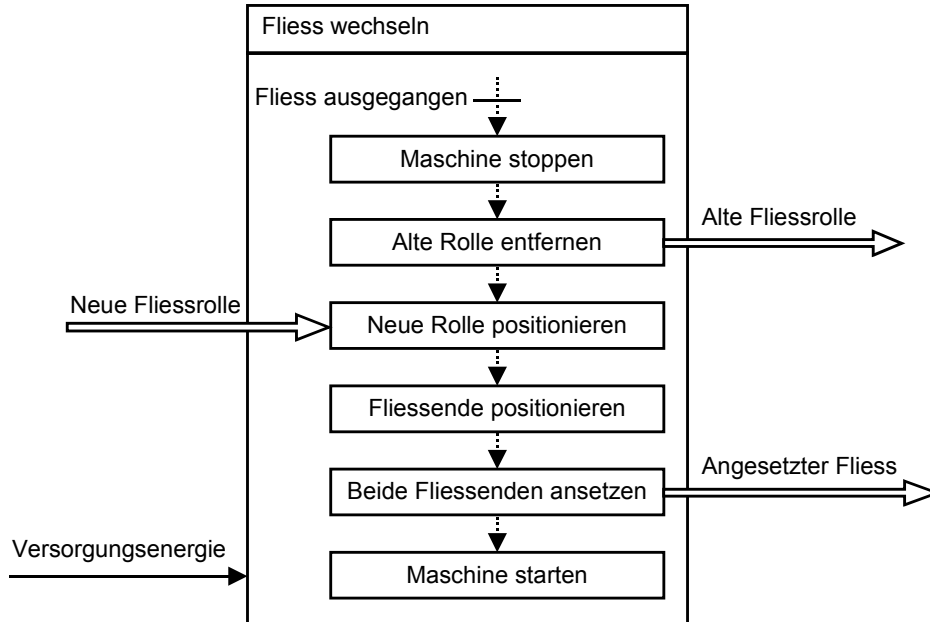 Fliess wechseln
Fliess ausgegangen
Maschine stoppen
Alte Rolle entfernen
Alte Fliessrolle
Neue Fliessrolle
Neue Rolle positionieren
Fliessende positionieren
Beide Fliessenden ansetzen
Angesetzter Fliess
Versorgungsenergie
Maschine starten